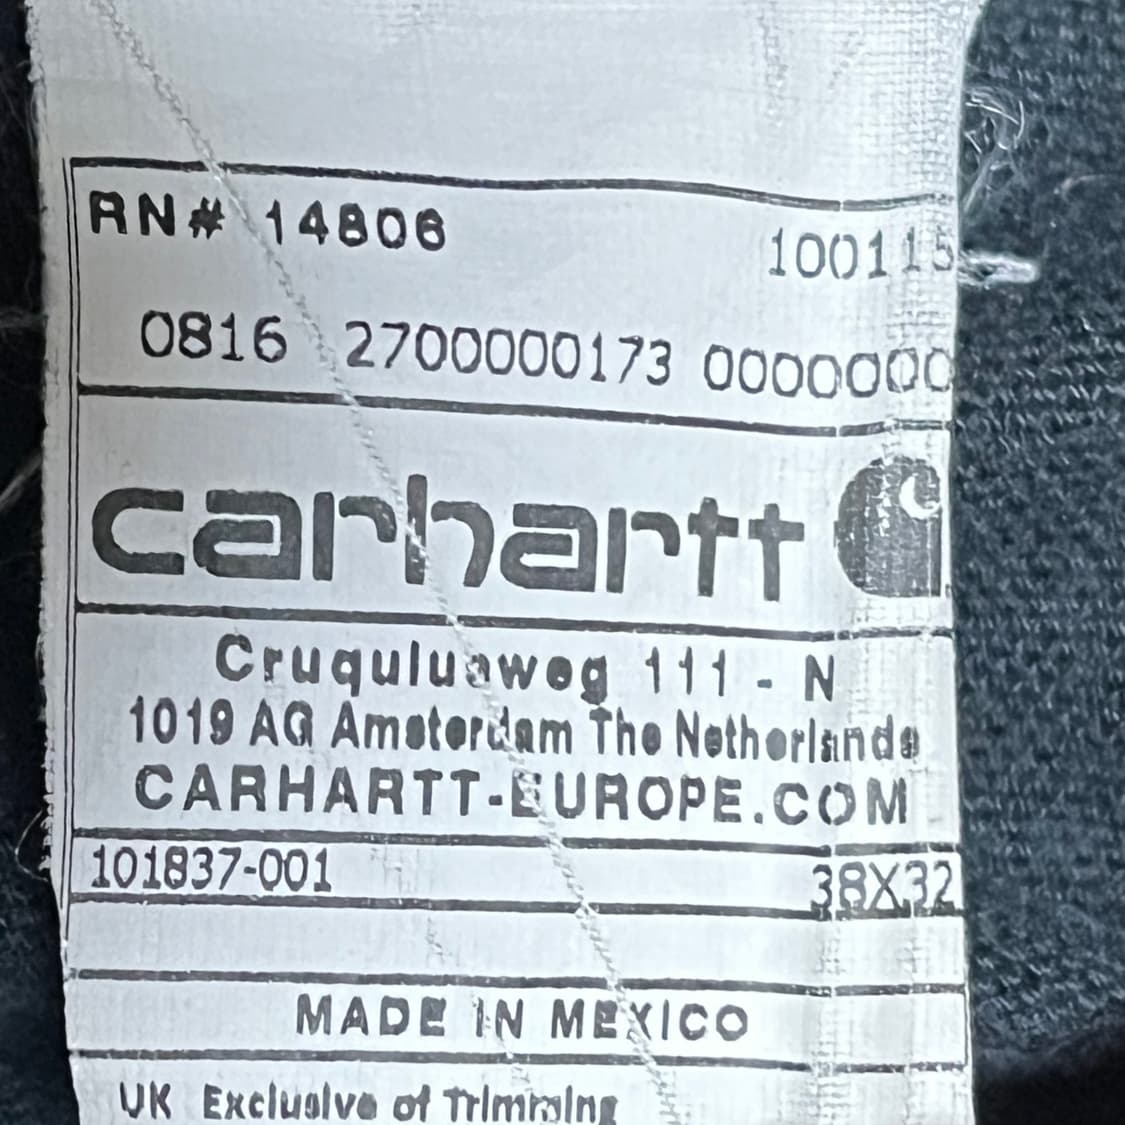 RN# 14806 100115
0816 2700000173 0000000
carhartt
Cruquiusweg 111 - N
1019 AG Amsterdam The Netherlands
CARHARTT-EUROPE.COM
101837-001 38X32
MADE IN MEXICO
UK Exclusive of Trimming